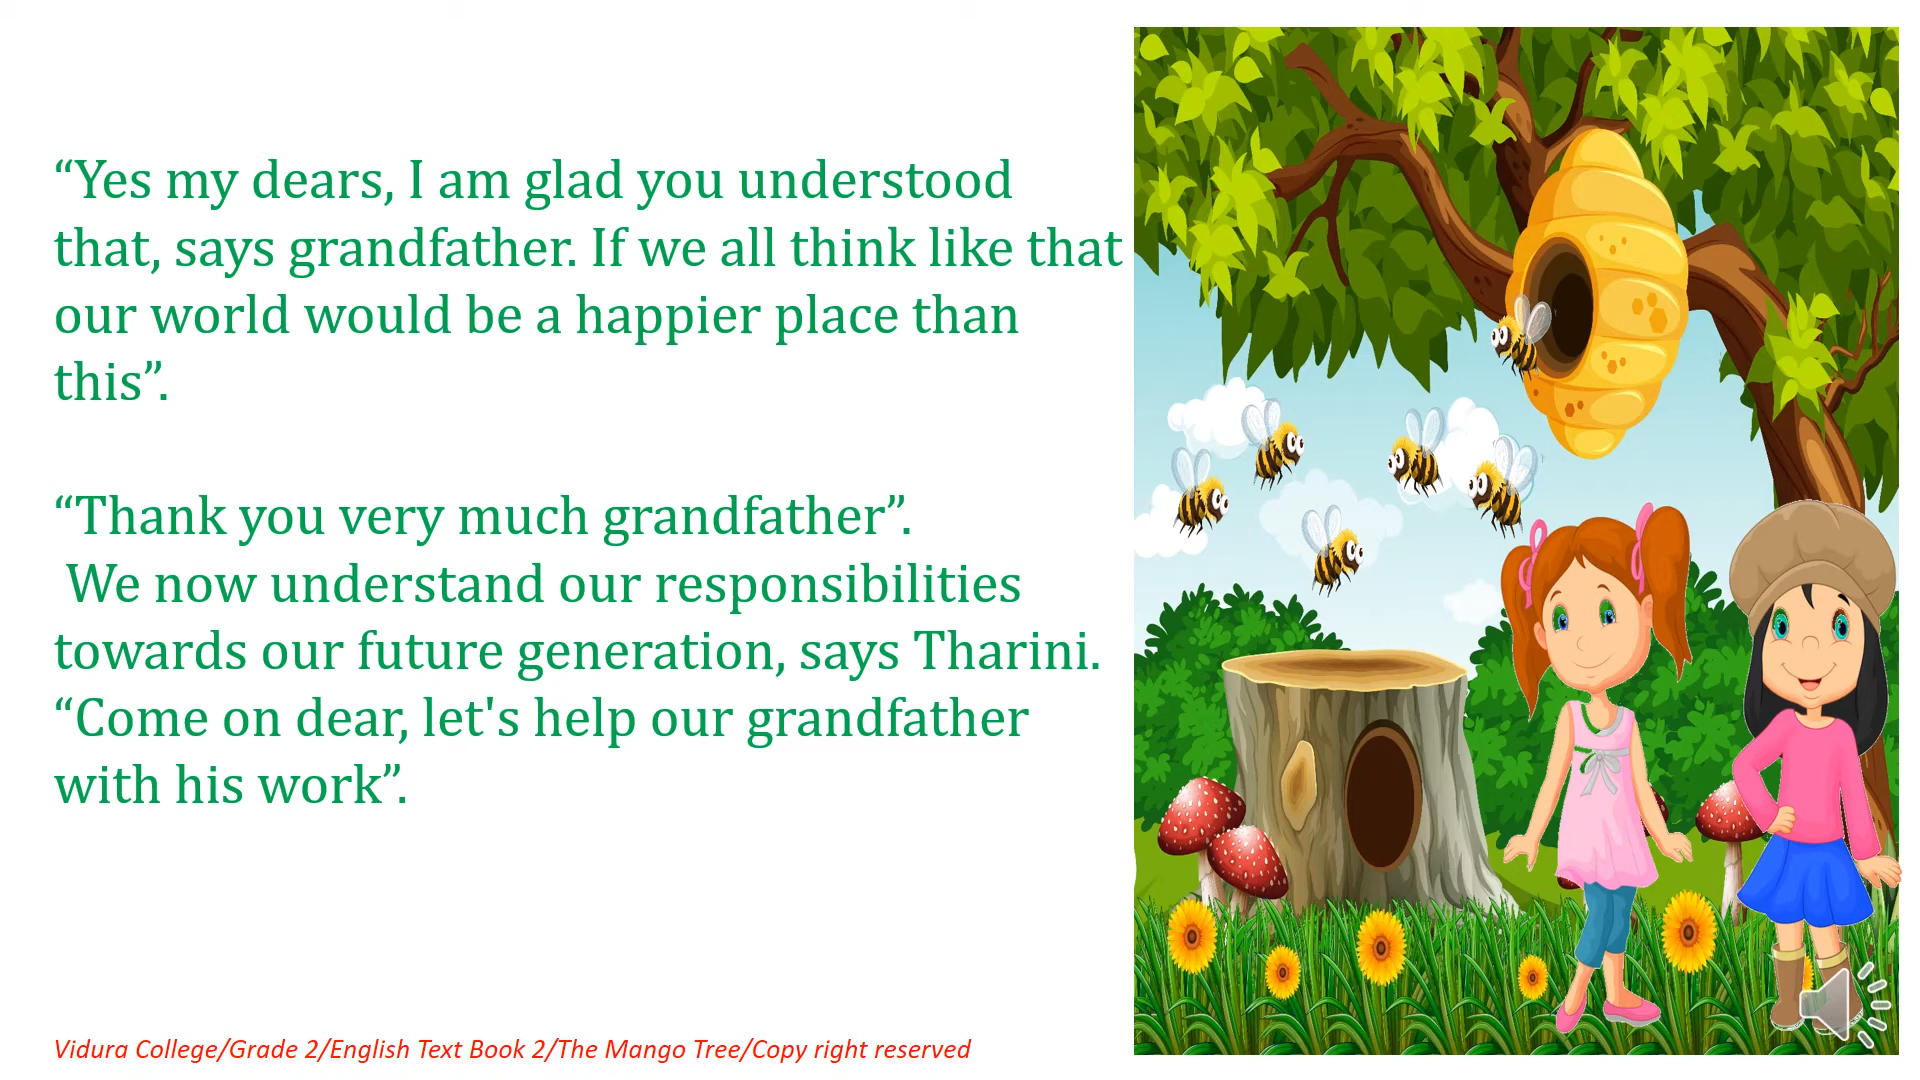 “Yes my dears, I am glad you understood
that, says grandfather. If we all think like that
our world would be a happier place than
this”.
“Thank you very much grandfather”.
We now understand our responsibilities
towards our future generation, says Tharini.
“Come on dear, let's help our grandfather
with his work”.
Vidura College/Grade 2/English Text Book 2/The Mango Tree/Copy right reserved